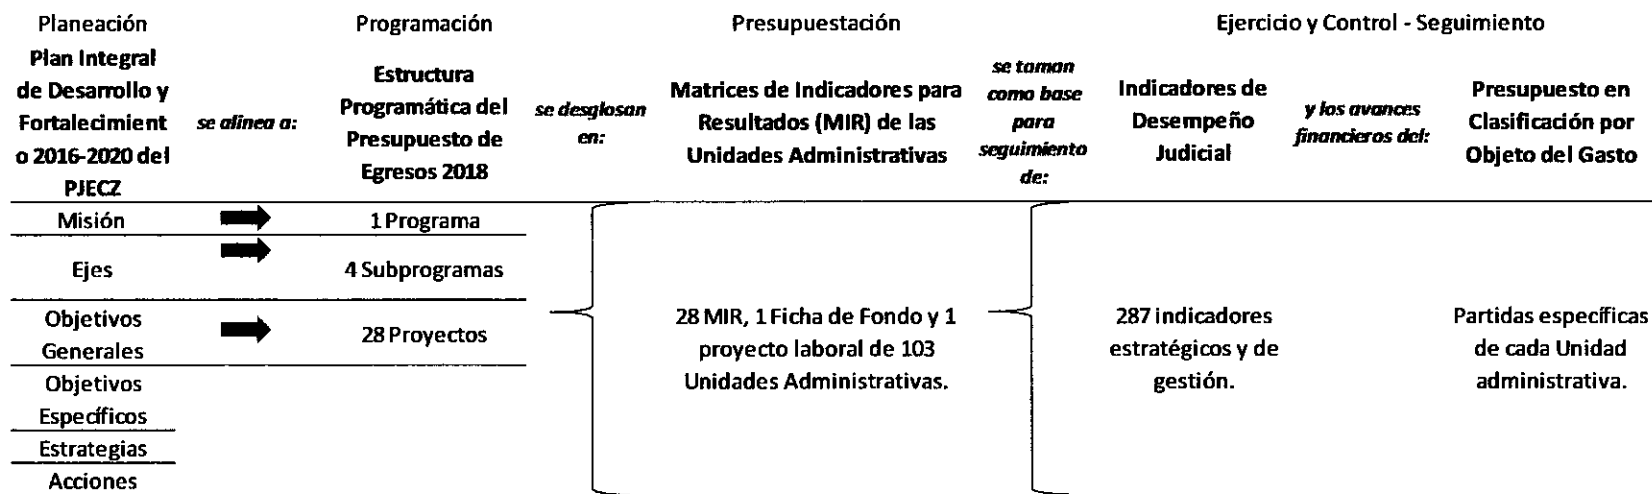 Planeación
Programación
Presupuestación
Ejercicio y Control - Seguimiento
Plan Integral
de Desarrollo y
Fortalecimient
o 2016-2020 del
PJECZ
se alinea a:
Estructura
Programática del
Presupuesto de
Egresos 2018
se desglosan
en:
Matrices de Indicadores para
Resultados (MIR) de las
Unidades Administrativas
se toman
como base
para
seguimiento
de:
Indicadores de
Desempeño
Judicial
y los avances
financieros del:
Presupuesto en
Clasificación por
Objeto del Gasto
Misión
1 Programa
Ejes
4 Subprogramas
Objetivos
Generales
28 Proyectos
Objetivos
Específicos
Estrategias
Acciones
28 MIR, 1 Ficha de Fondo y 1
proyecto laboral de 103
Unidades Administrativas.
287 indicadores
estratégicos y de
gestión.
Partidas específicas
de cada Unidad
administrativa.